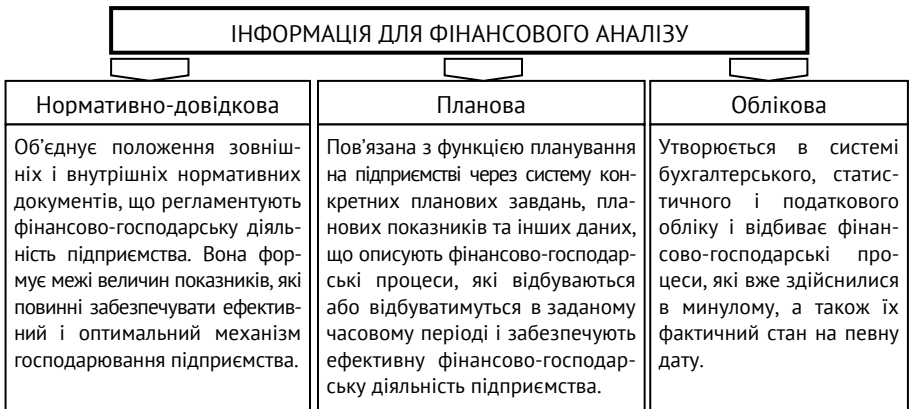 ІНФОРМАЦІЯ ДЛЯ ФІНАНСОВОГО АНАЛІЗУ
Нормативно-довідкова
Об’єднує положення зовніш-
ніх і внутрішніх нормативних
документів, що регламентують
фінансово-господарську діяль-
ність підприємства. Вона фор-
мує межі величин показників, які
повинні забезпечувати ефектив-
ний і оптимальний механізм
господарювання підприємства.
Планова
Пов’язана з функцією планування
на підприємстві через систему кон-
кретних планових завдань, пла-
нових показників та інших даних,
що описують фінансово-господар-
ські процеси, які відбуваються
або відбуватимуться в заданому
часовому періоді і забезпечують
ефективну фінансово-господар-
ську діяльність підприємства.
Облікова
Утворюється в системі
бухгалтерського, статис-
тичного і податкового
обліку і відбиває фінан-
сово-господарські про-
цеси, які вже здійснилися
в минулому, а також їх
фактичний стан на певну
дату.